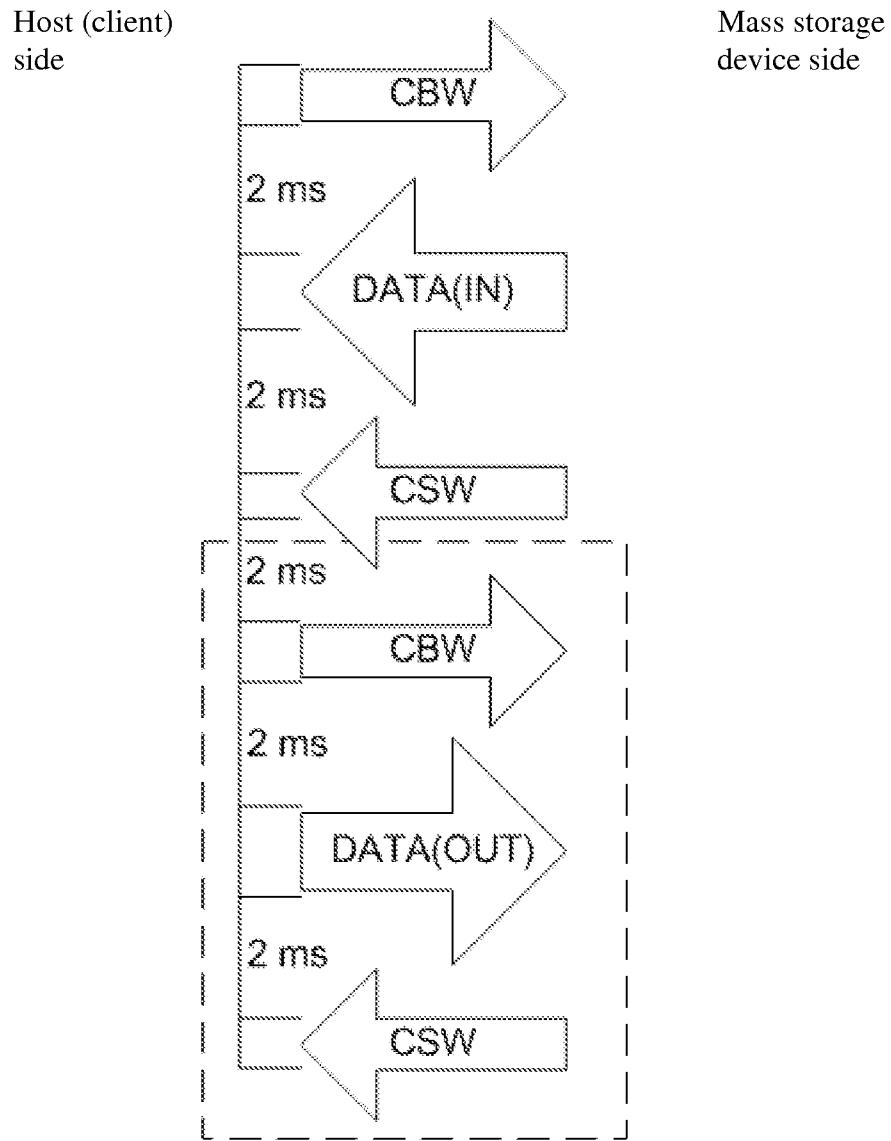 Host (client)
side
Mass storage
device side
CBW
2 ms
DATA(IN)
2 ms
CSW
2 ms
CBW
2 ms
DATA(OUT)
2 ms
CSW